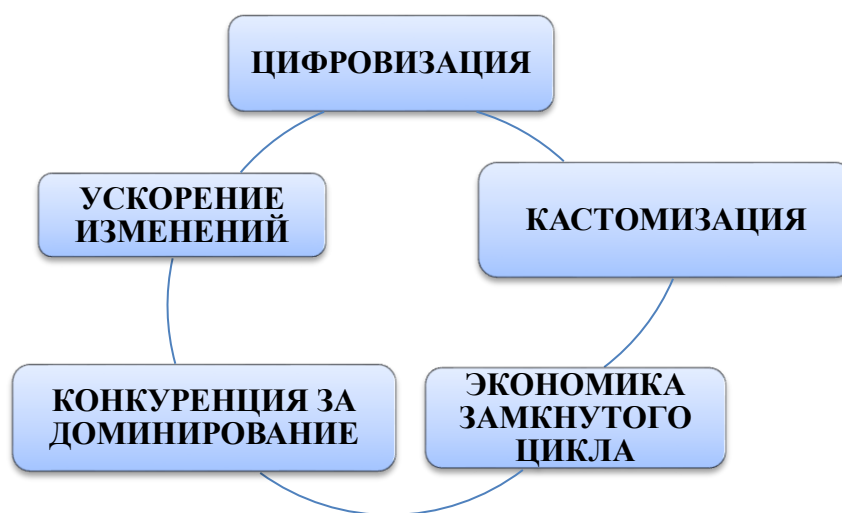 ЦИФРОВИЗАЦИЯ
УСКОРЕНИЕ
ИЗМЕНЕНИЙ
КАСТОМИЗАЦИЯ
КОНКУРЕНЦИЯ ЗА
ДОМИНИРОВАНИЕ
ЭКОНОМИКА
ЗАМКНУТОГО
ЦИКЛА